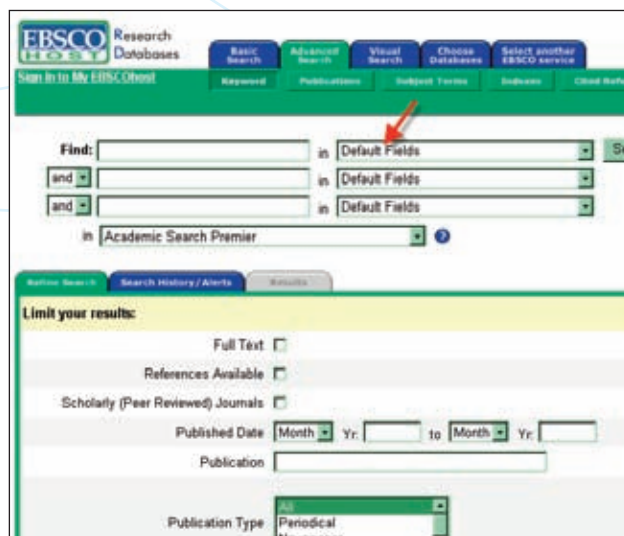 EBSCO Research
HOST Databases
Basic Search Advanced Search Visual Search Choose Databases Select another EBSCO service
Sign In to My EBSCOhost Keyword Publications Subject Terms Indexes Cited Refe
Find: in Default Fields Se
and in Default Fields
and in Default Fields
in Academic Search Premier
Refine Search Search History/Alerts Results
Limit your results:
Full Text
References Available
Scholarly (Peer Reviewed) Journals
Published Date Month Yr: to Month Yr:
Publication
All
Publication Type Periodical